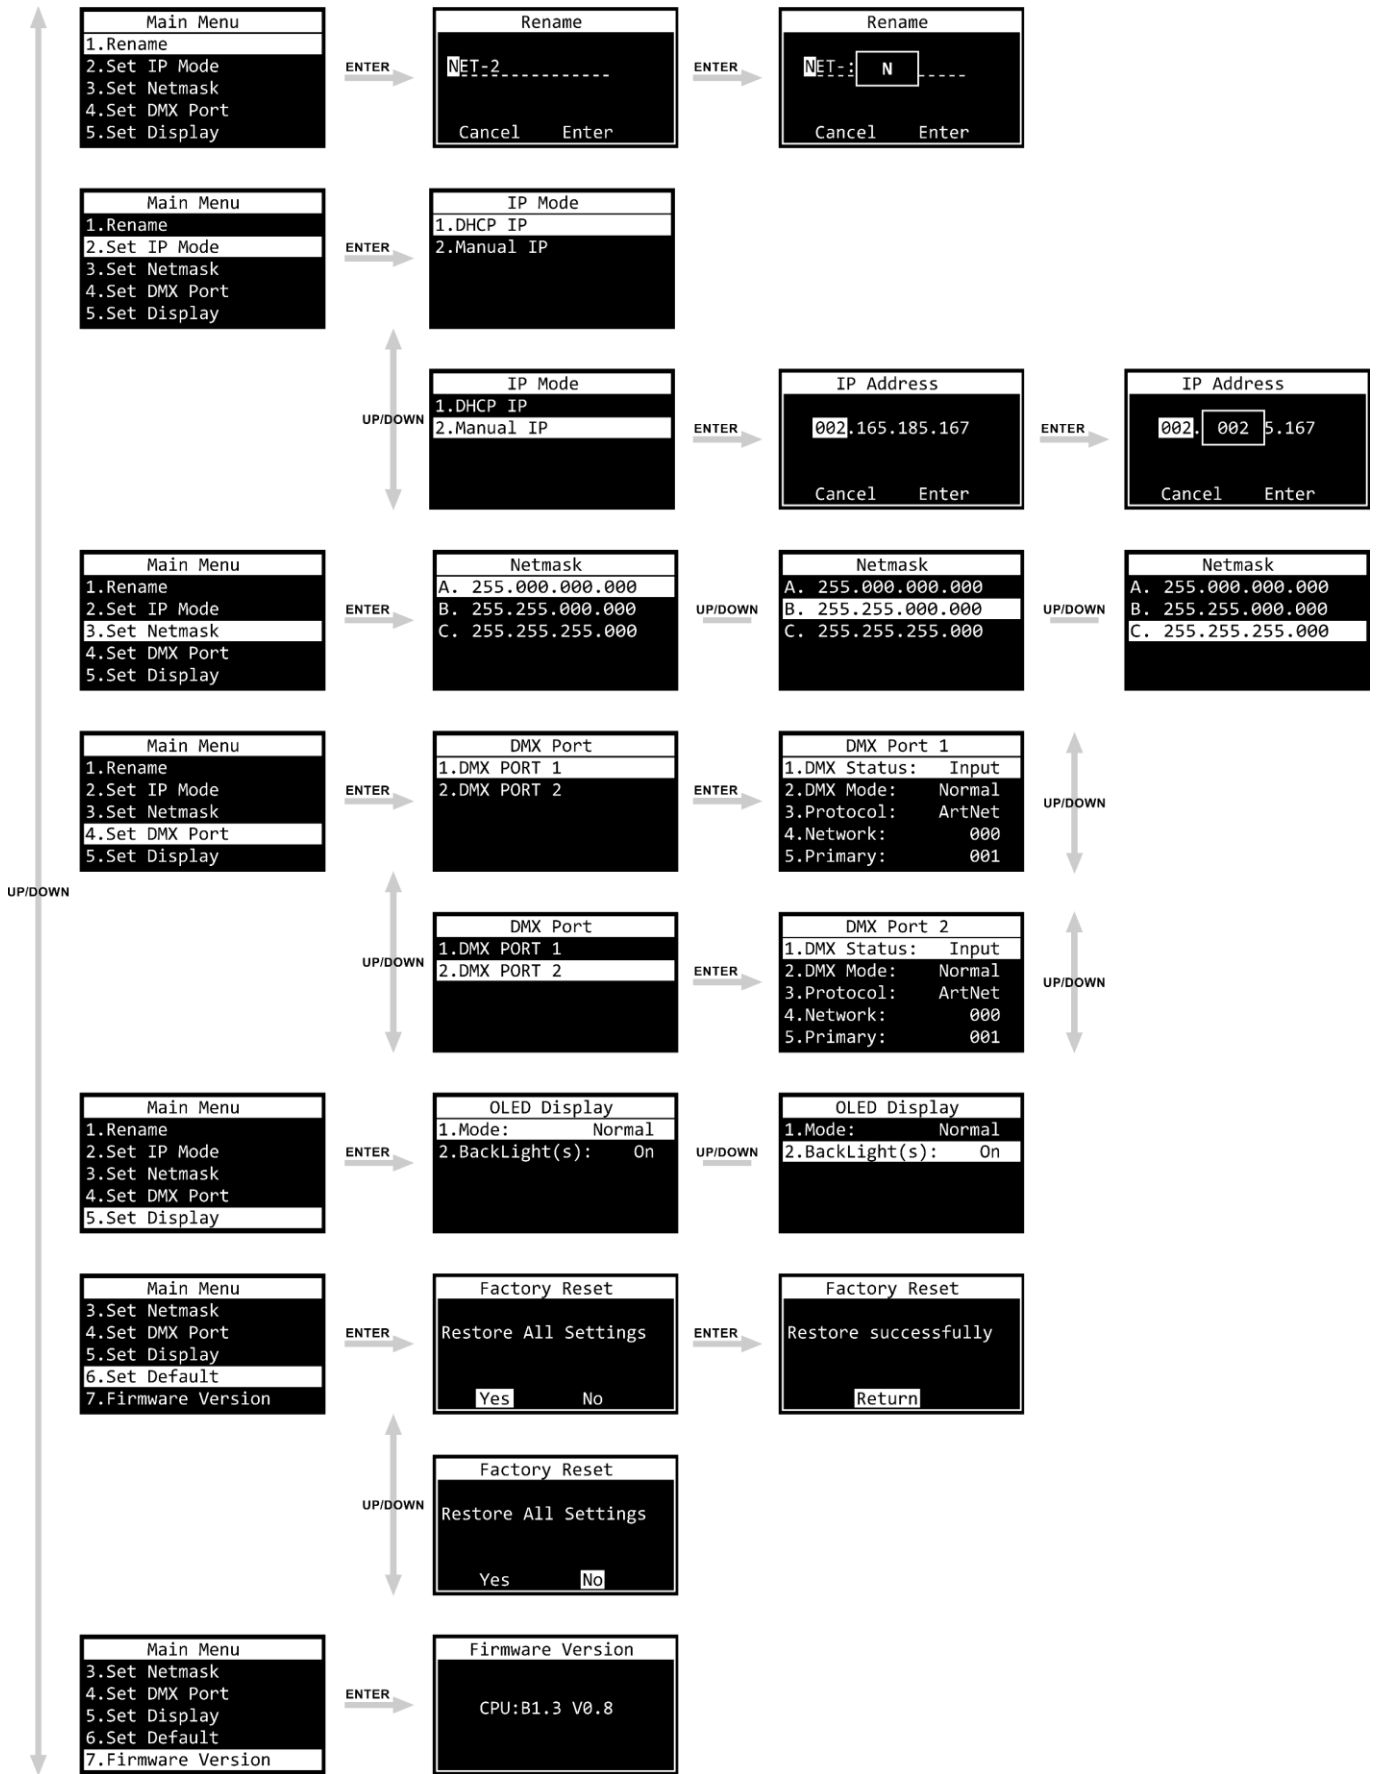 Main Menu
1.Rename
2.Set IP Mode
3.Set Netmask
4.Set DMX Port
5.Set Display
ENTER
Rename
NET-2
Cancel Enter
ENTER
Rename
NET-:
N
Cancel Enter
Main Menu
1.Rename
2.Set IP Mode
3.Set Netmask
4.Set DMX Port
5.Set Display
ENTER
IP Mode
1.DHCP IP
2.Manual IP
UP/DOWN
IP Mode
1.DHCP IP
2.Manual IP
ENTER
IP Address
002.165.185.167
Cancel Enter
ENTER
IP Address
002. 002 5.167
Cancel Enter
Main Menu
1.Rename
2.Set IP Mode
3.Set Netmask
4.Set DMX Port
5.Set Display
ENTER
Netmask
A. 255.000.000.000
B. 255.255.000.000
C. 255.255.255.000
UP/DOWN
Netmask
A. 255.000.000.000
B. 255.255.000.000
C. 255.255.255.000
UP/DOWN
Netmask
A. 255.000.000.000
B. 255.255.000.000
C. 255.255.255.000
Main Menu
1.Rename
2.Set IP Mode
3.Set Netmask
4.Set DMX Port
5.Set Display
ENTER
DMX Port
1.DMX PORT 1
2.DMX PORT 2
ENTER
DMX Port 1
1.DMX Status: Input
2.DMX Mode: Normal
3.Protocol: ArtNet
4.Network: 000
5.Primary: 001
UP/DOWN
UP/DOWN
UP/DOWN
DMX Port
1.DMX PORT 1
2.DMX PORT 2
ENTER
DMX Port 2
1.DMX Status: Input
2.DMX Mode: Normal
3.Protocol: ArtNet
4.Network: 000
5.Primary: 001
UP/DOWN
Main Menu
1.Rename
2.Set IP Mode
3.Set Netmask
4.Set DMX Port
5.Set Display
ENTER
OLED Display
1.Mode: Normal
2.BackLight(s): On
UP/DOWN
OLED Display
1.Mode: Normal
2.BackLight(s): On
Main Menu
3.Set Netmask
4.Set DMX Port
5.Set Display
6.Set Default
7.Firmware Version
ENTER
Factory Reset
Restore All Settings
Yes No
ENTER
Factory Reset
Restore successfully
Return
UP/DOWN
Factory Reset
Restore All Settings
Yes No
Main Menu
3.Set Netmask
4.Set DMX Port
5.Set Display
6.Set Default
7.Firmware Version
ENTER
Firmware Version
CPU:B1.3 V0.8